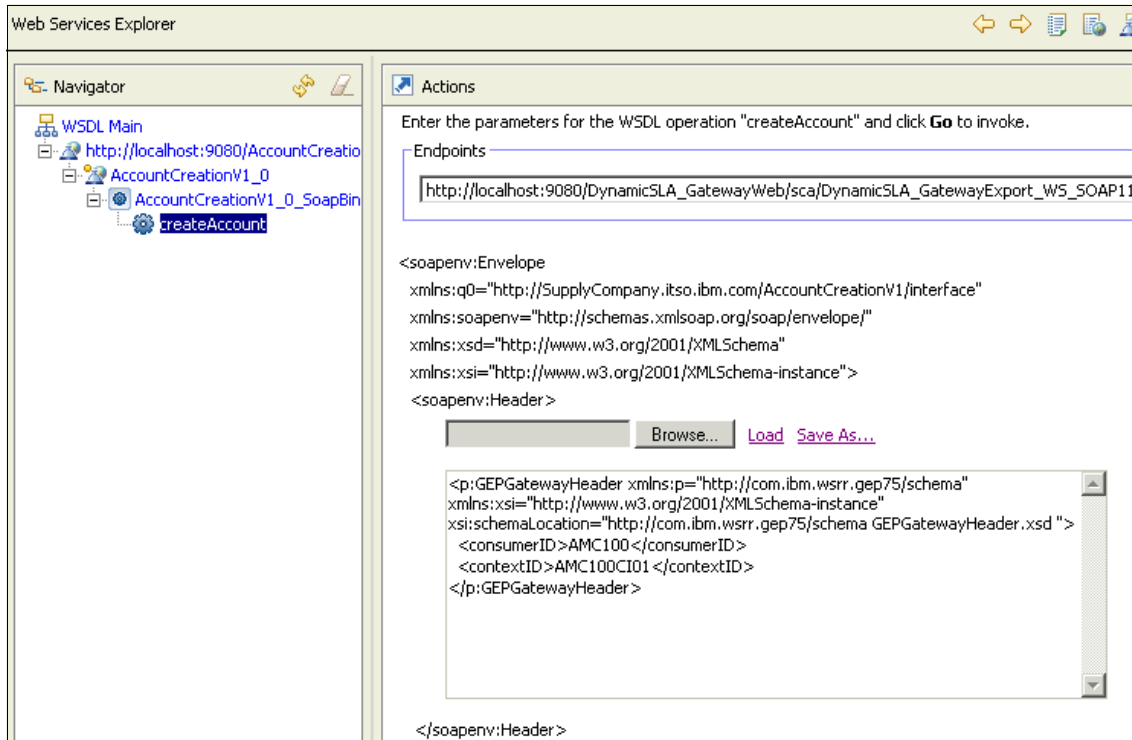 Web Services Explorer
Navigator
WSDL Main
http://localhost:9080/AccountCreatio
AccountCreationV1_0
AccountCreationV1_0_SoapBin
createAccount
Actions
Enter the parameters for the WSDL operation "createAccount" and click Go to invoke.
Endpoints
http://localhost:9080/DynamicSLA_GatewayWeb/sca/DynamicSLA_GatewayExport_WS_SOAP11
<soapenv:Envelope
xmlns:q0="http://SupplyCompany.itso.ibm.com/AccountCreationV1/interface"
xmlns:soapenv="http://schemas.xmlsoap.org/soap/envelope/"
xmlns:xsd="http://www.w3.org/2001/XMLSchema"
xmlns:xsi="http://www.w3.org/2001/XMLSchema-instance">
<soapenv:Header>
Browse... Load Save As...
<p:GEPGatewayHeader xmlns:p="http://com.ibm.wsrr.gep75/schema"
xmlns:xsi="http://www.w3.org/2001/XMLSchema-instance"
xsi:schemaLocation="http://com.ibm.wsrr.gep75/schema GEPGatewayHeader.xsd ">
<consumerID>AMC100</consumerID>
<contextID>AMC100CI01</contextID>
</p:GEPGatewayHeader>
</soapenv:Header>